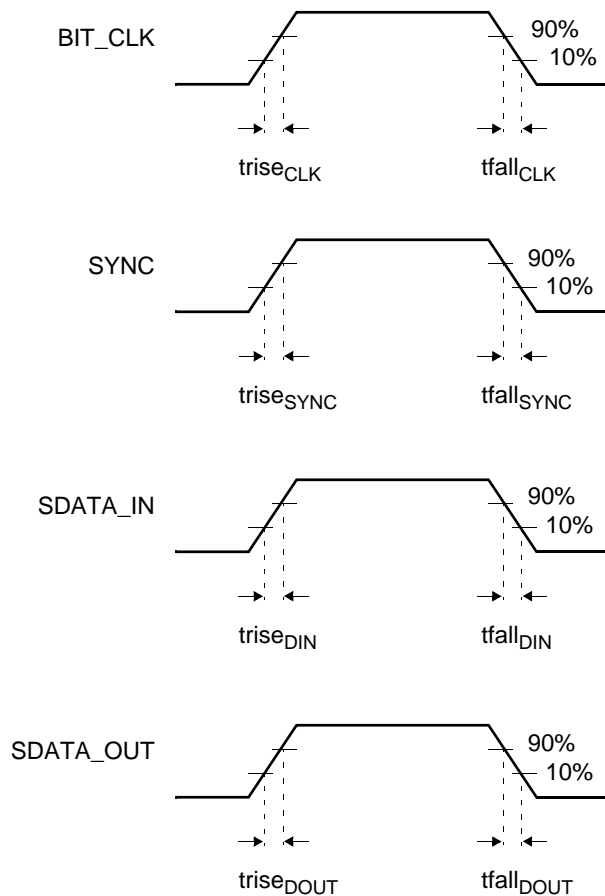 BIT_CLK
90%
10%
trise_CLK
tfall_CLK
SYNC
90%
10%
trise_SYNC
tfall_SYNC
SDATA_IN
90%
10%
trise_DIN
tfall_DIN
SDATA_OUT
90%
10%
trise_DOUT
tfall_DOUT